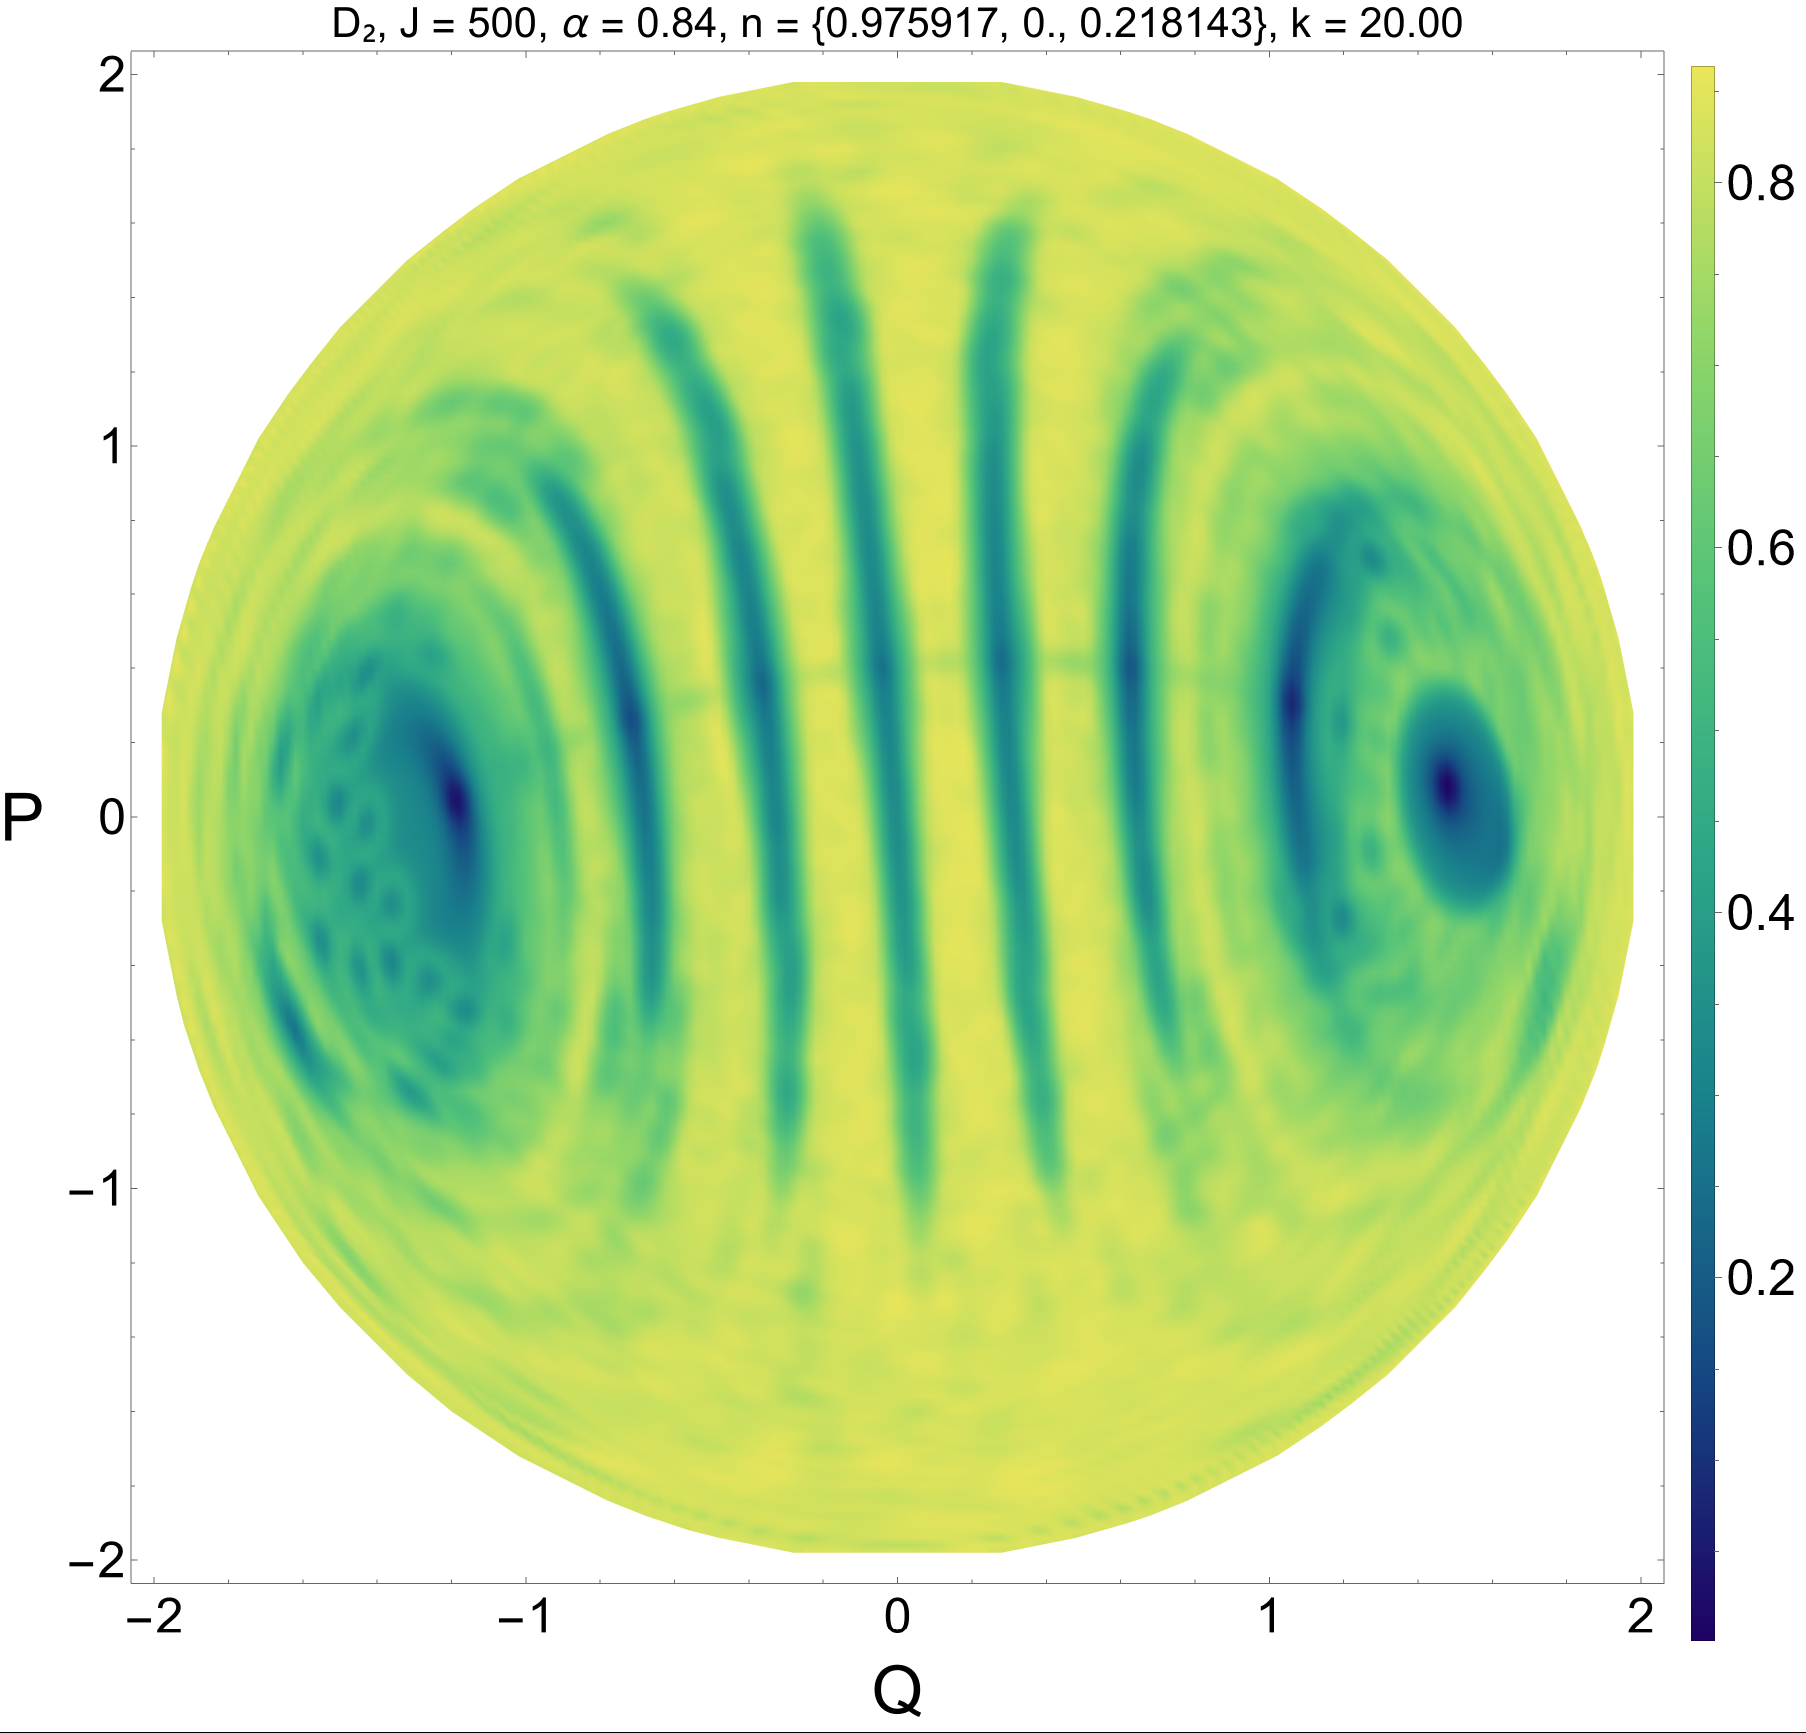 D₂, J = 500, α = 0.84, n = {0.975917, 0., 0.218143}, k = 20.00
2
1
0
−1
−2
P
−2 −1 0 1 2
Q
0.8
0.6
0.4
0.2